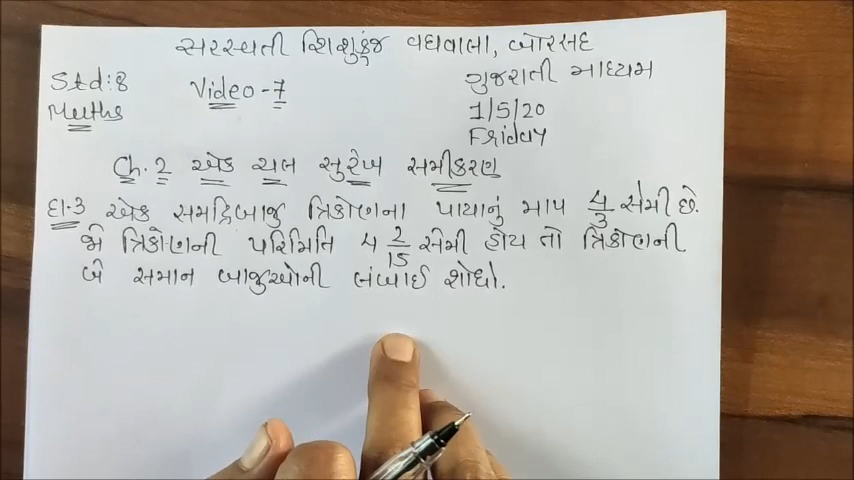 સરસ્વતી શિશુકુંજ વઘવાલા, બોરસદ
Std:8 Video-7 ગુજરાતી માધ્યમ
Maths 1/5/20
Friday
Ch.2 એક ચલ સુરેખ સમીકરણ
દા-3 એક સમદ્વિબાજુ ત્રિકોણના પાયાનું માપ 4/3 સેમી છે.
જો ત્રિકોણની પરિમિતિ 4 2/15 સેમી હોય તો ત્રિકોણની
બે સમાન બાજુઓની લંબાઈ શોધો.